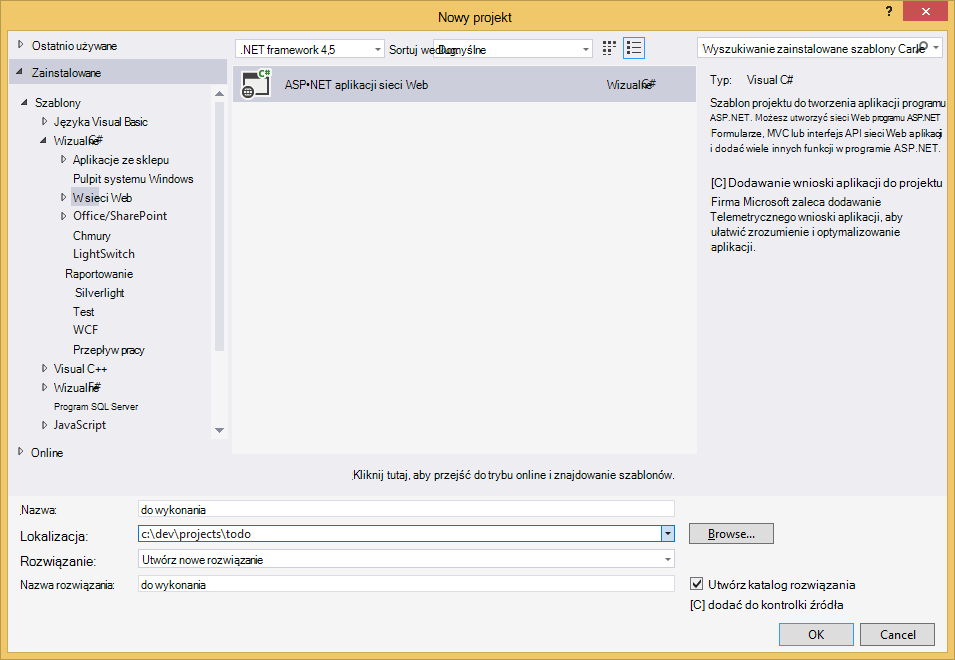 Nowy projekt
?
Ostatnio używane
Zainstalowane
Szablony
Języka Visual Basic
Wizualne C#
Aplikacje ze sklepu
Pulpit systemu Windows
W sieci Web
Office/SharePoint
Chmury
LightSwitch
Raportowanie
Silverlight
Test
WCF
Przepływ pracy
Visual C++
Wizualne F#
Program SQL Server
JavaScript
Online
.NET framework 4,5
Sortuj według:
Domyślne
C#
ASP•NET aplikacji sieci Web
Wizualne C#
Kliknij tutaj, aby przejść do trybu online i znajdowanie szablonów.
Wyszukiwanie zainstalowane szablony
Typ: Visual C#
Szablon projektu do tworzenia aplikacji programu
ASP.NET. Możesz utworzyć sieci Web programu ASP.NET
Formularze, MVC lub interfejs API sieci Web aplikacji
i dodać wiele innych funkcji w programie ASP.NET.
[C] Dodawanie wnioski aplikacji do projektu
Firma Microsoft zaleca dodawanie
Telemetrycznego wnioski aplikacji, aby
ułatwić zrozumienie i optymalizowanie
aplikacji.
Nazwa:
do wykonania
Lokalizacja:
c:\dev\projects\todo
Browse...
Rozwiązanie:
Utwórz nowe rozwiązanie
Nazwa rozwiązania:
do wykonania
Utwórz katalog rozwiązania
[C] dodać do kontrolki źródła
OK
Cancel